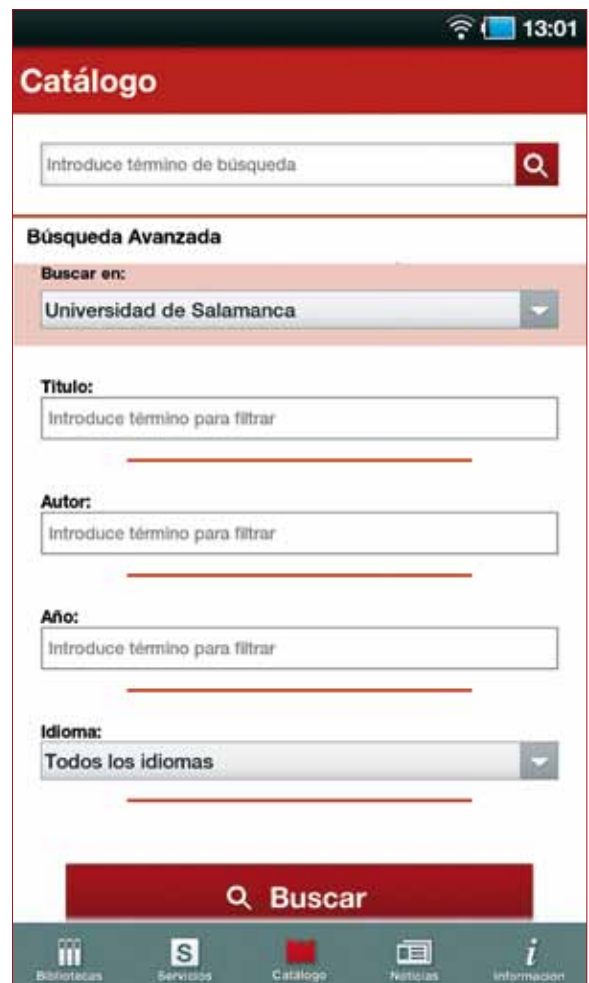 13:01
Catálogo
Introduce término de búsqueda
Búsqueda Avanzada
Buscar en:
Universidad de Salamanca
Título:
Introduce término para filtrar
Autor:
Introduce término para filtrar
Año:
Introduce término para filtrar
Idioma:
Todos los idiomas
Buscar
S
Bibliotecas Servicios Catálogo Noticias Información